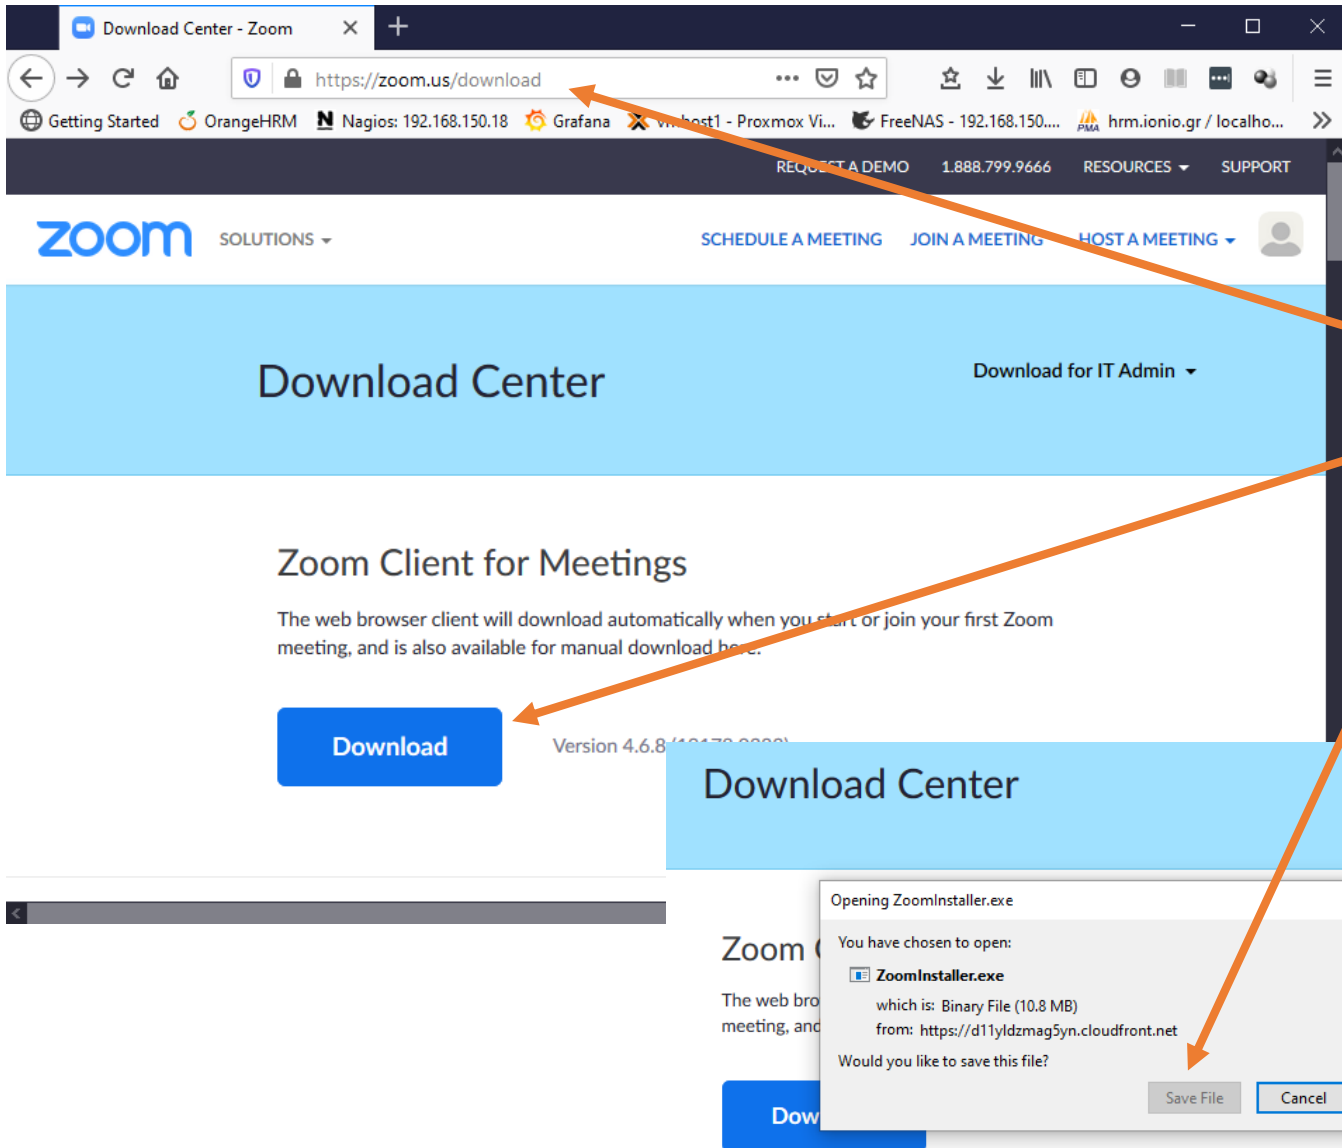 Download Center - Zoom
https://zoom.us/download
Getting Started OrangeHRM Nagios: 192.168.150.18 Grafana - Proxmox Vi... FreeNAS - 192.168.150.... hrm.ionio.gr / localho...
REQUEST A DEMO 1.888.799.9666 RESOURCES SUPPORT
zoom SOLUTIONS SCHEDULE A MEETING JOIN A MEETING HOST A MEETING
Download Center
Download for IT Admin
Zoom Client for Meetings
The web browser client will download automatically when you start or join your first Zoom
meeting, and is also available for manual download here.
Download
Version 4.6.8
Download Center
Opening ZoomInstaller.exe
You have chosen to open:
ZoomInstaller.exe
which is: Binary File (10.8 MB)
from: https://d11yldzmag5yn.cloudfront.net
Would you like to save this file?
Save File Cancel
Zoom
The web bro
meeting, and
Dow